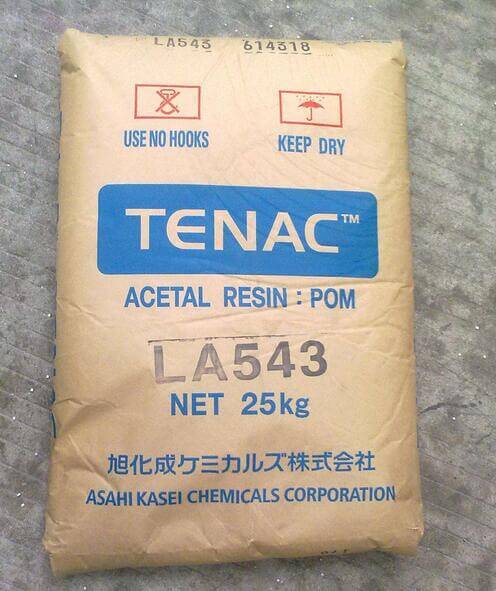 LA543 614318
USE NO HOOKS
KEEP DRY
TENAC™
ACETAL RESIN : POM
LA543
NET 25kg
旭化成ケミカルズ株式会社
ASAHI KASEI CHEMICALS CORPORATION